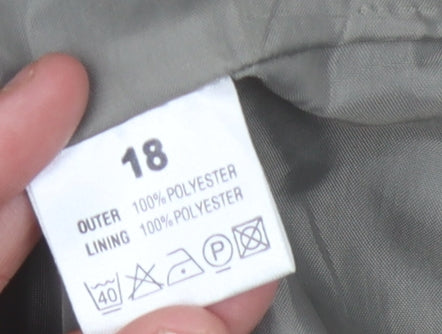 18
OUTER 100% POLYESTER
LINING 100% POLYESTER
40 P